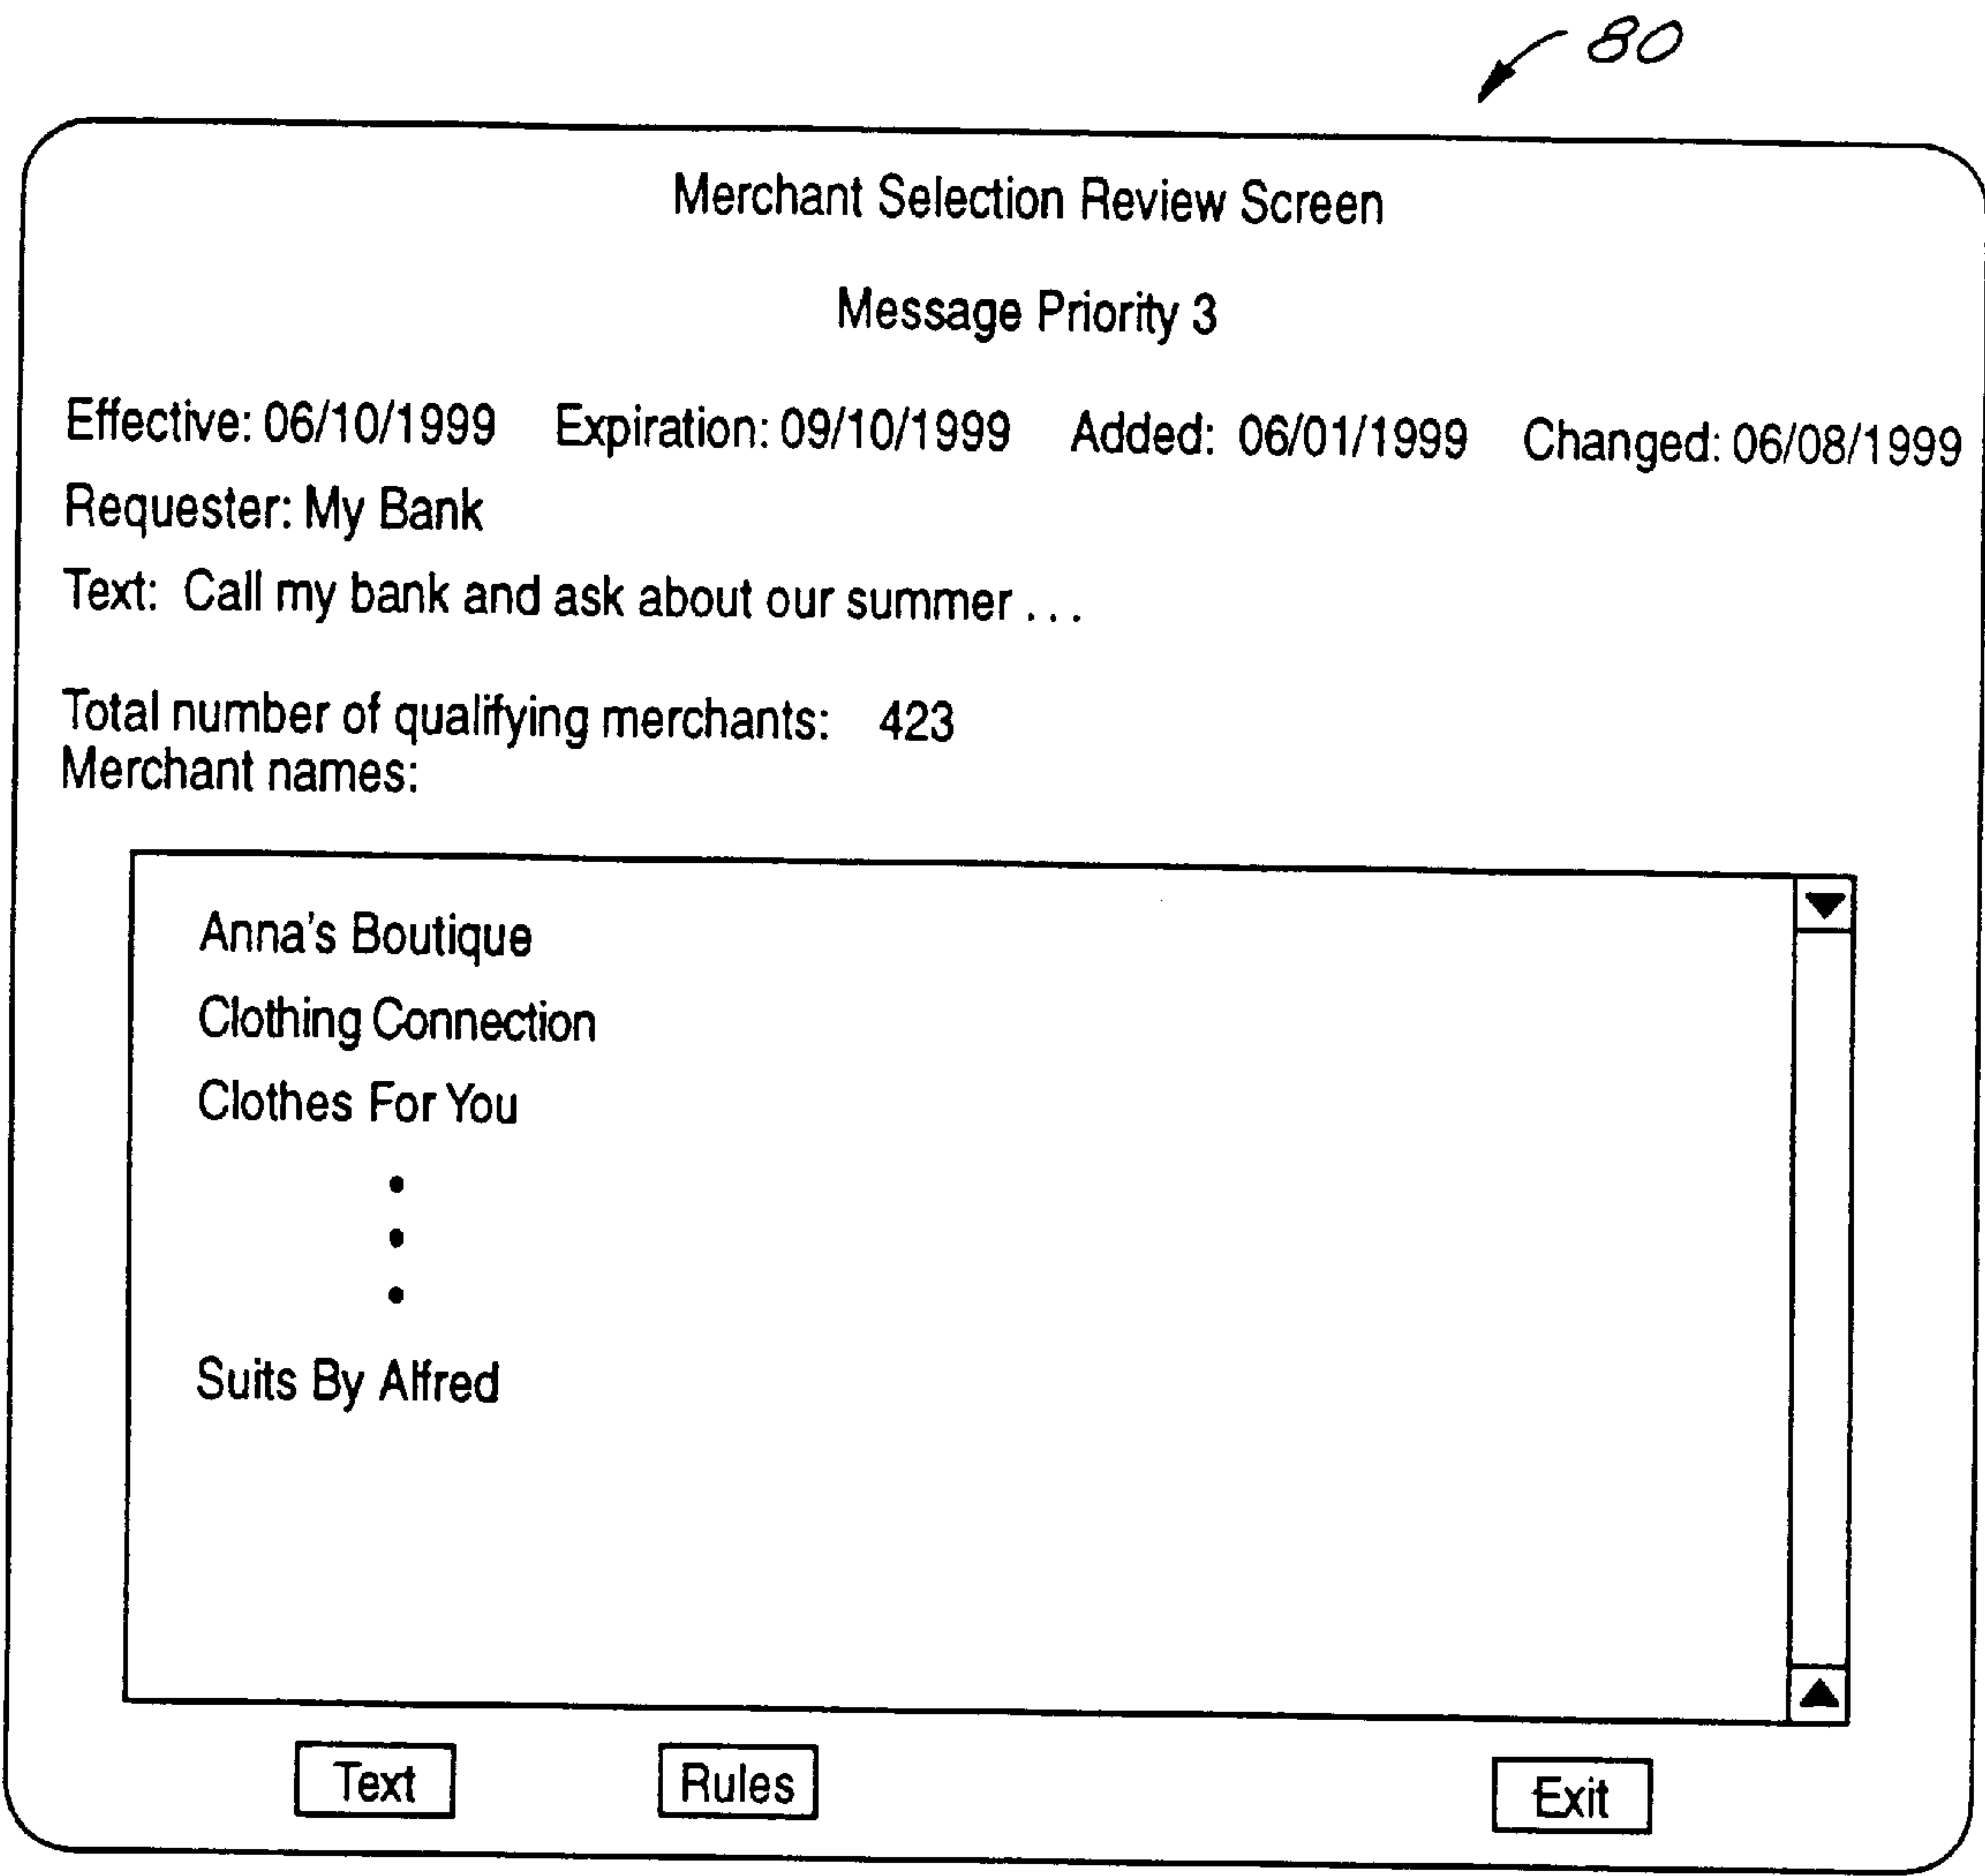 80
Merchant Selection Review Screen
Message Priority 3
Effective: 06/10/1999 Expiration: 09/10/1999 Added: 06/01/1999 Changed: 06/08/1999
Requester: My Bank
Text: Call my bank and ask about our summer . . .
Total number of qualifying merchants: 423
Merchant names:
Anna's Boutique
Clothing Connection
Clothes For You
Suits By Alfred
Text Rules Exit